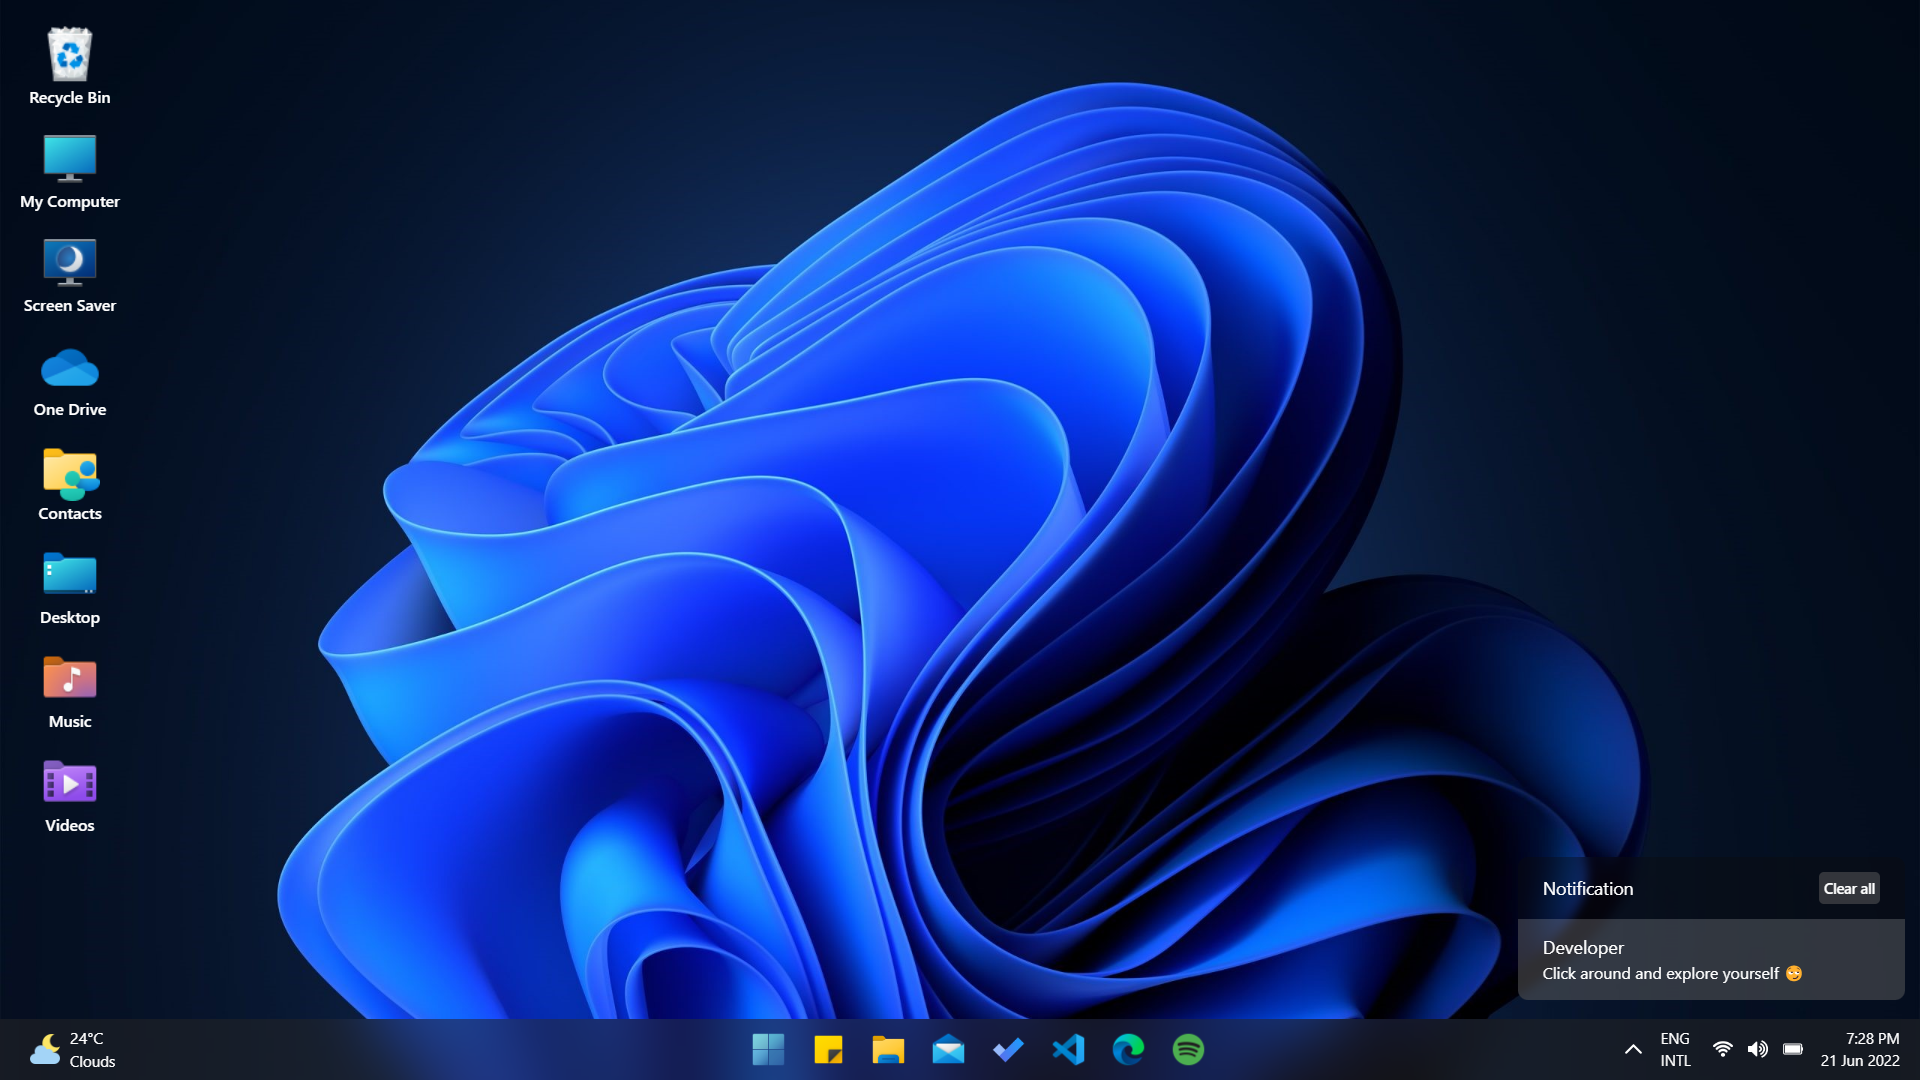 Recycle Bin
My Computer
Screen Saver
One Drive
Contacts
Desktop
Music
Videos
Notification
Clear all
Developer
Click around and explore yourself 🙄
24°C
Clouds
ENG
INTL
7:28 PM
21 Jun 2022